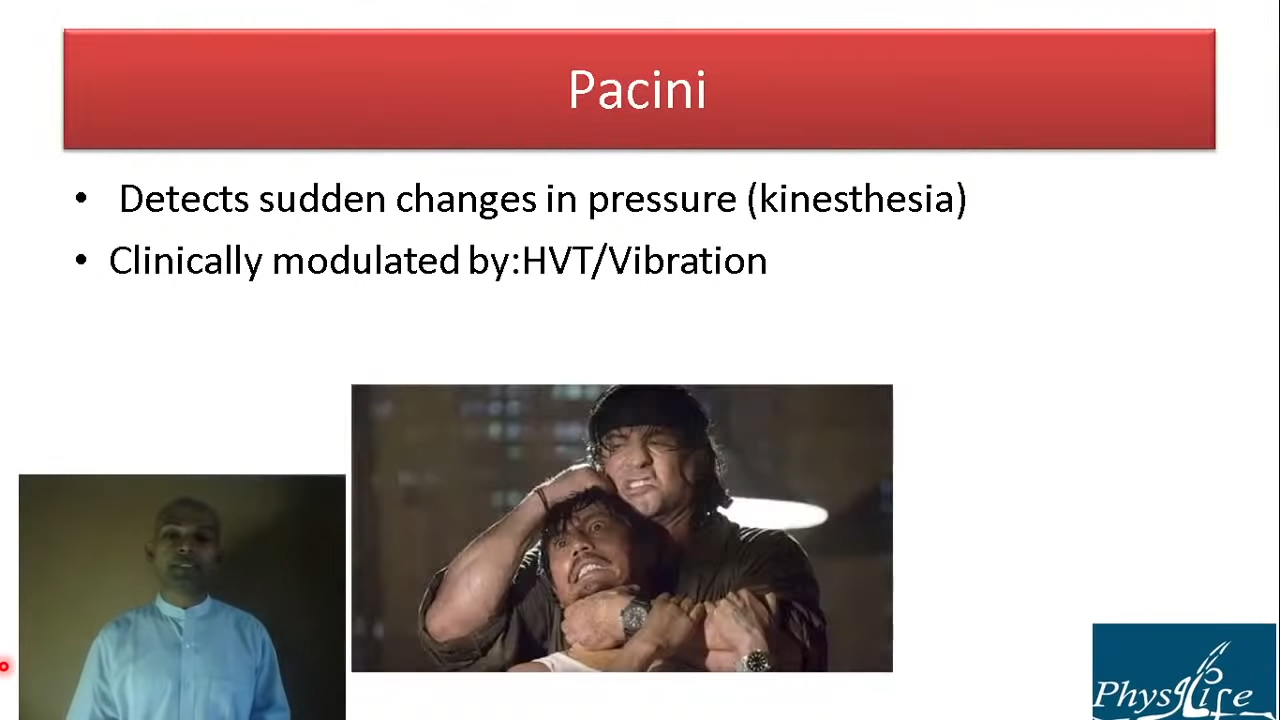 Pacini
• Detects sudden changes in pressure (kinesthesia)
• Clinically modulated by:HVT/Vibration
PhysioLife